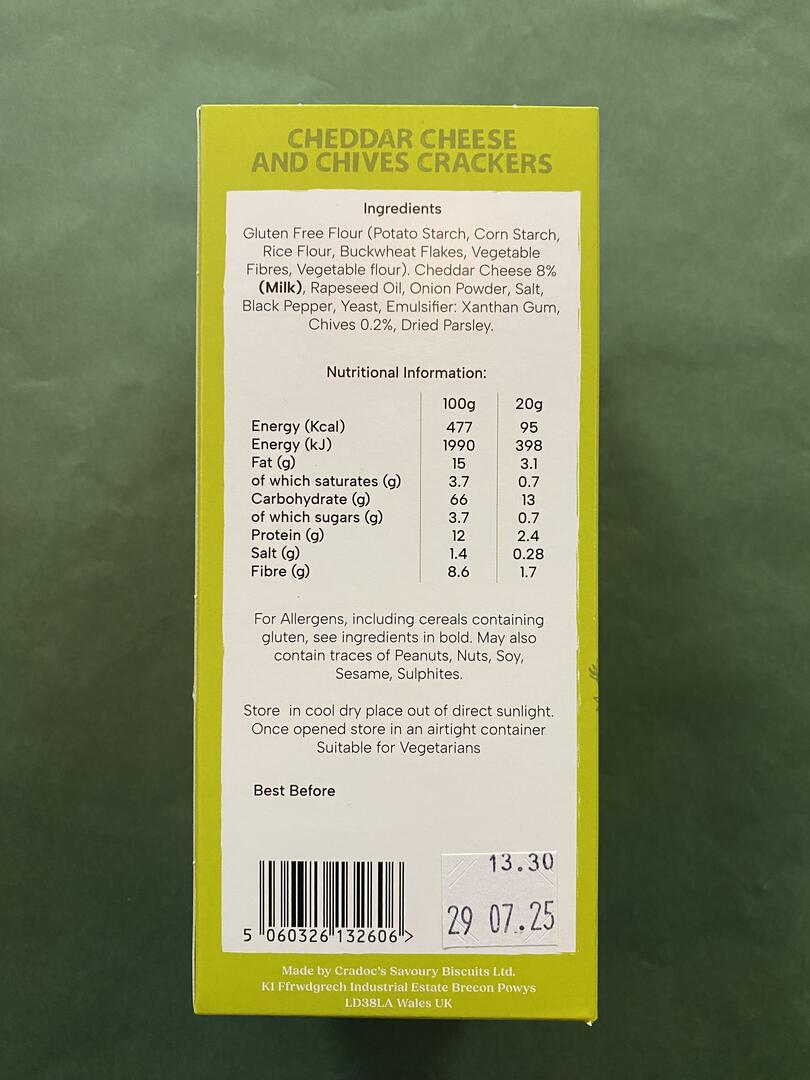 CHEDDAR CHEESE
AND CHIVES CRACKERS
Ingredients
Gluten Free Flour (Potato Starch, Corn Starch,
Rice Flour, Buckwheat Flakes, Vegetable
Fibres, Vegetable flour). Cheddar Cheese 8%
(Milk), Rapeseed Oil, Onion Powder, Salt,
Black Pepper, Yeast, Emulsifier: Xanthan Gum,
Chives 0.2%, Dried Parsley.
Nutritional Information:
100g 20g
Energy (Kcal) 477 95
Energy (kJ) 1990 398
Fat (g) 15 3.1
of which saturates (g) 3.7 0.7
Carbohydrate (g) 66 13
of which sugars (g) 3.7 0.7
Protein (g) 12 2.4
Salt (g) 1.4 0.28
Fibre (g) 8.6 1.7
For Allergens, including cereals containing
gluten, see ingredients in bold. May also
contain traces of Peanuts, Nuts, Soy,
Sesame, Sulphites.
Store in cool dry place out of direct sunlight.
Once opened store in an airtight container
Suitable for Vegetarians
Best Before
13.30
29 07.25
5 060326 132606 >
Made by Cradoc's Savoury Biscuits Ltd.
K1 Ffrwdgrech Industrial Estate Brecon Powys
LD38LA Wales UK